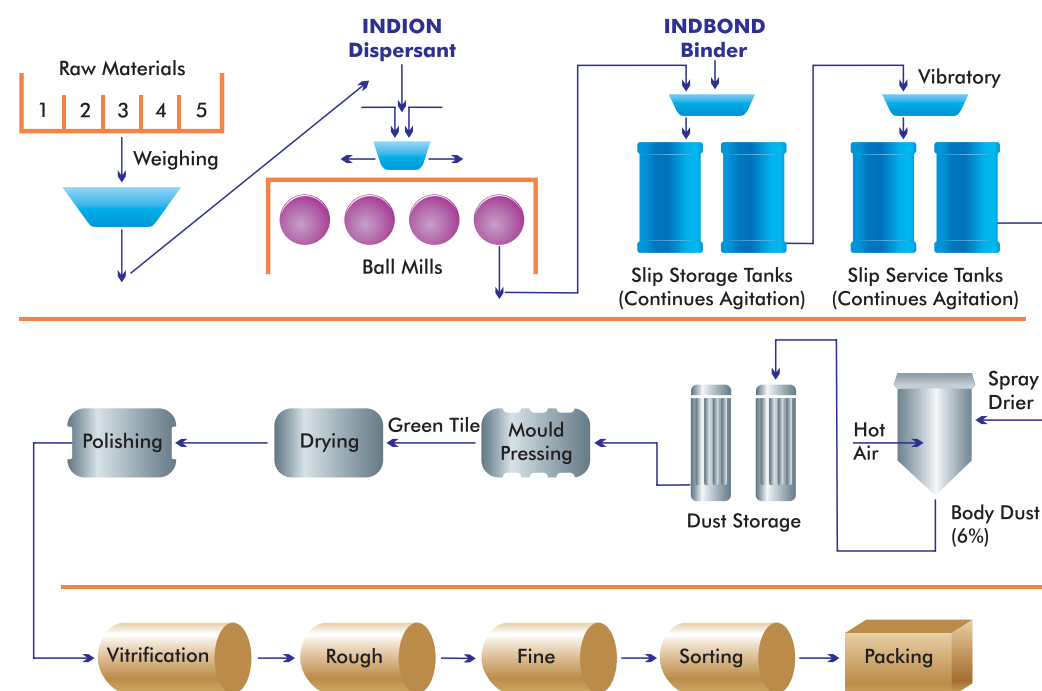 INDION
Dispersant
INDBOND
Binder
Raw Materials
Vibratory
1 2 3 4 5
Weighing
Ball Mills
Slip Storage Tanks
(Continues Agitation)
Slip Service Tanks
(Continues Agitation)
Spray
Drier
Hot
Air
Body Dust
(6%)
Dust Storage
Mould
Pressing
Green Tile
Drying
Polishing
Vitrification
Rough
Fine
Sorting
Packing